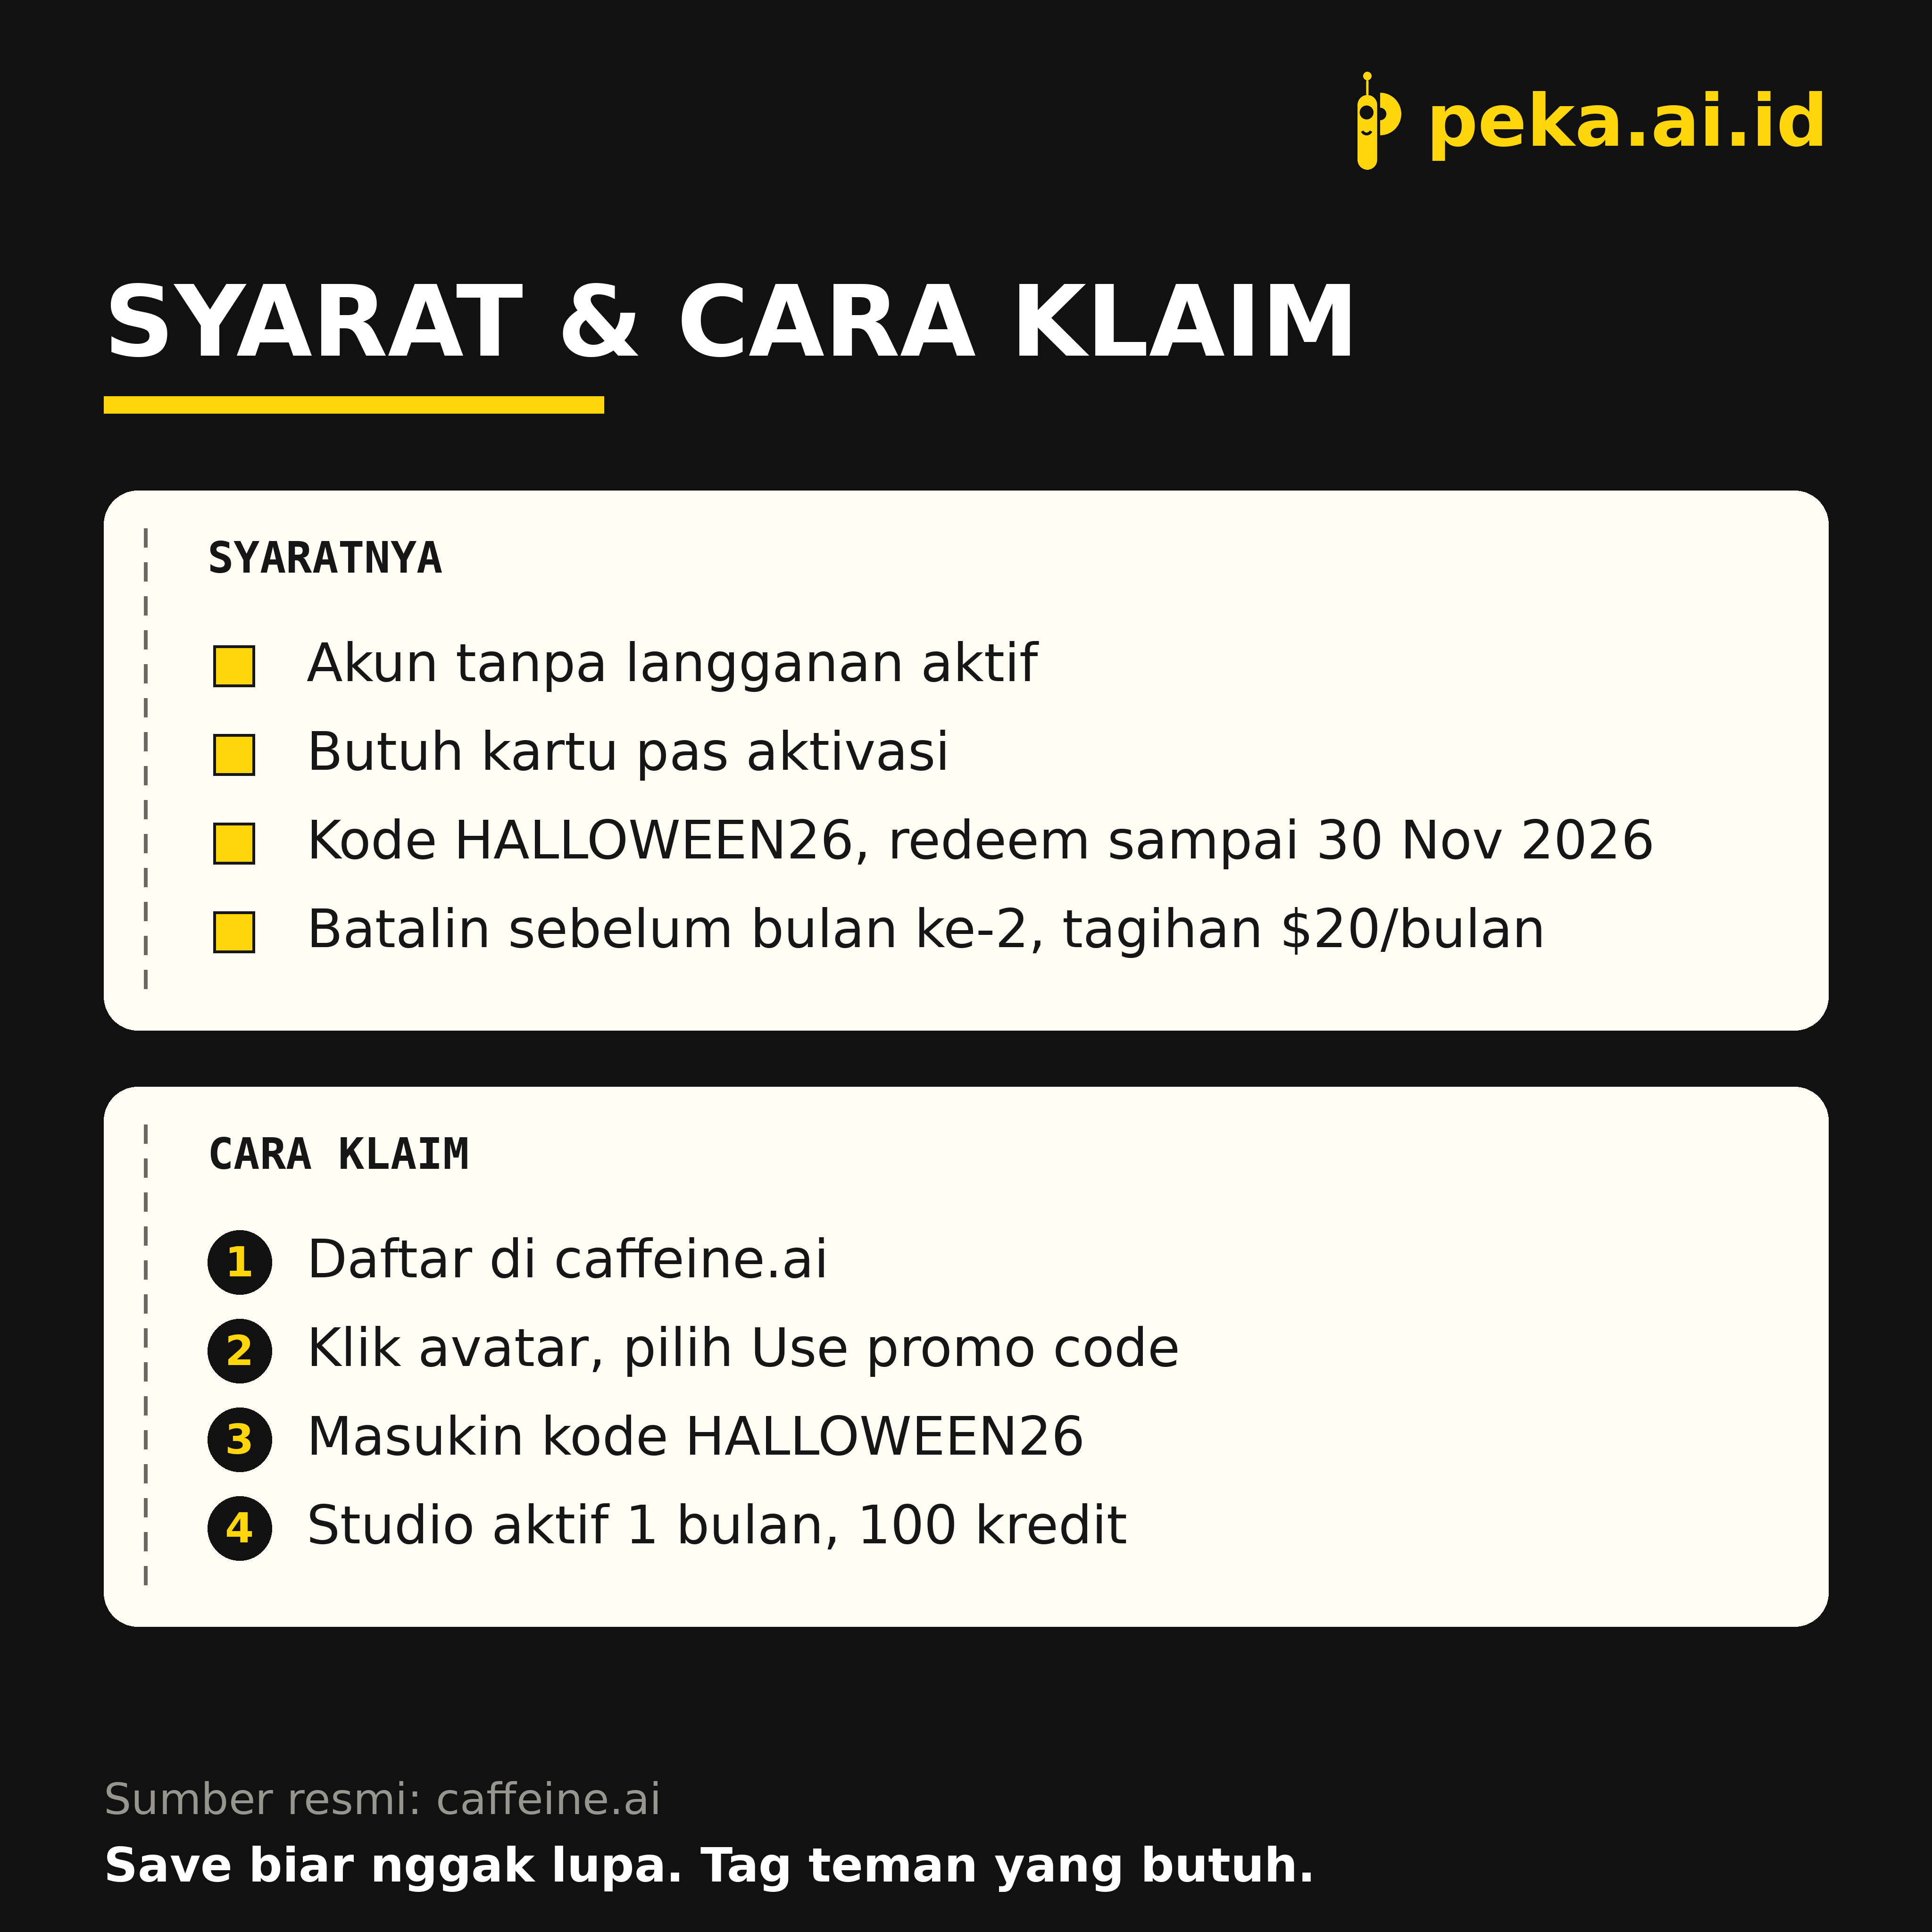 peka.ai.id
SYARAT & CARA KLAIM
SYARATNYA
Akun tanpa langganan aktif
Butuh kartu pas aktivasi
Kode HALLOWEEN26, redeem sampai 30 Nov 2026
Batalin sebelum bulan ke-2, tagihan $20/bulan
CARA KLAIM
1 Daftar di caffeine.ai
2 Klik avatar, pilih Use promo code
3 Masukin kode HALLOWEEN26
4 Studio aktif 1 bulan, 100 kredit
Sumber resmi: caffeine.ai
Save biar nggak lupa. Tag teman yang butuh.